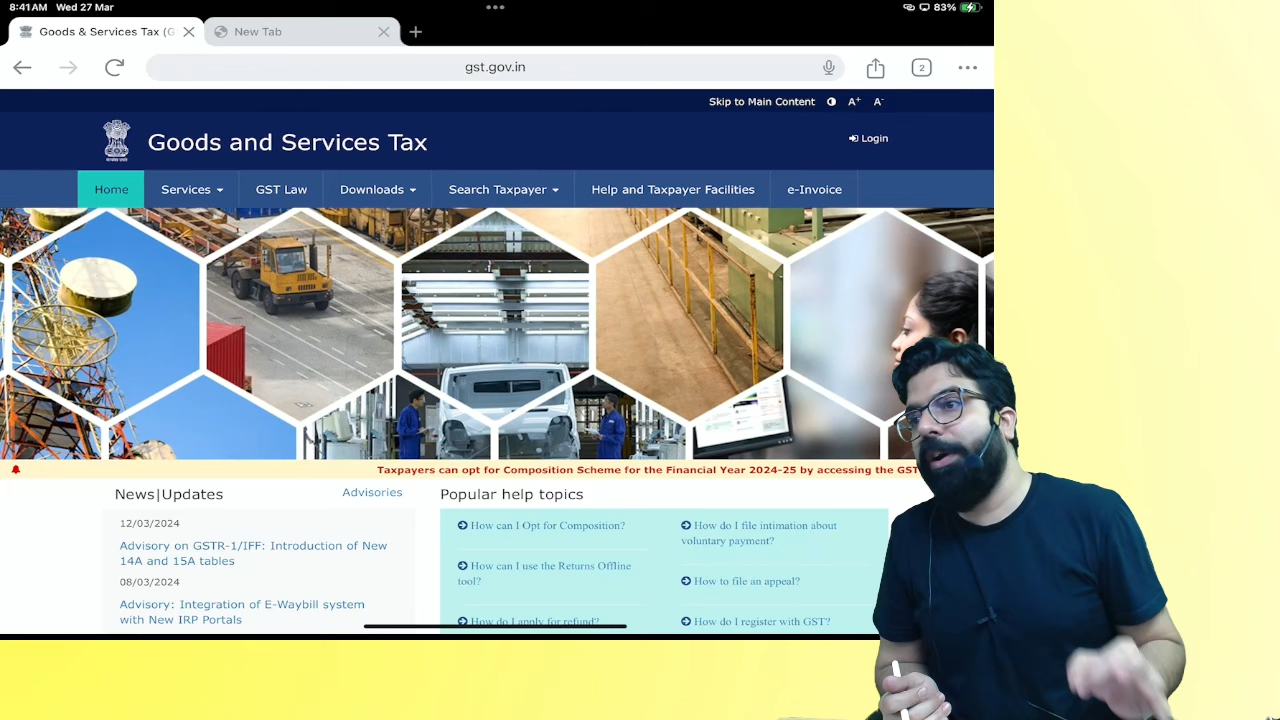 8:41 AM Wed 27 Mar
83%
Goods & Services Tax (G
New Tab
gst.gov.in
2
Skip to Main Content A+ A-
Goods and Services Tax
Login
Home Services GST Law Downloads Search Taxpayer Help and Taxpayer Facilities e-Invoice
Taxpayers can opt for Composition Scheme for the Financial Year 2024-25 by accessing the GST
News|Updates
Advisories
12/03/2024
Advisory on GSTR-1/IFF: Introduction of New
14A and 15A tables
08/03/2024
Advisory: Integration of E-Waybill system
with New IRP Portals
Popular help topics
How can I Opt for Composition?
How can I use the Returns Offline
tool?
How do I apply for refund?
How do I file intimation about
voluntary payment?
How to file an appeal?
How do I register with GST?